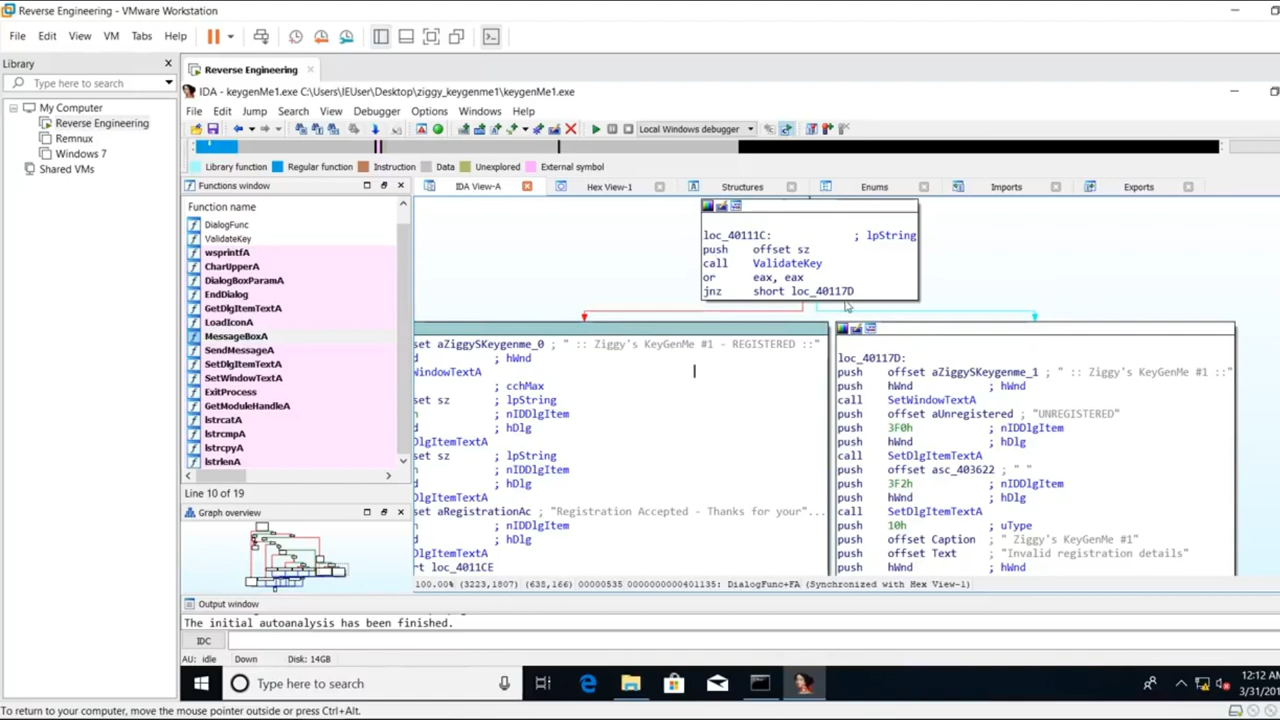 Reverse Engineering - VMware Workstation
File Edit View VM Tabs Help
Library
Type here to search
My Computer
Reverse Engineering
Remnux
Windows 7
Shared VMs
Reverse Engineering
IDA - keygenMe1.exe C:\Users\IEUser\Desktop\ziggy_keygenme1\keygenMe1.exe
File Edit Jump Search View Debugger Options Windows Help
Local Windows debugger
Library function Regular function Instruction Data Unexplored External symbol
Functions window
IDA View-A Hex View-1 Structures Enums Imports Exports
Function name
DialogFunc
ValidateKey
wsprintfA
CharUpperA
DialogBoxParamA
EndDialog
GetDlgItemTextA
LoadIconA
MessageBoxA
SendMessageA
SetDlgItemTextA
SetWindowTextA
ExitProcess
GetModuleHandleA
lstrcatA
lstrcmpA
lstrcpyA
lstrlenA
Line 10 of 19
Graph overview
loc_40111C: ; lpString
push offset sz
call ValidateKey
or eax, eax
jnz short loc_40117D
set aZiggySKeygenme_0 ; " :: Ziggy's KeyGenMe #1 - REGISTERED ::"
d ; hWnd
WindowTextA
; cchMax
set sz ; lpString
h ; nIDDlgItem
d ; hDlg
DlgItemTextA
set sz ; lpString
h ; nIDDlgItem
d ; hDlg
DlgItemTextA
set aRegistrationAc ; "Registration Accepted - Thanks for your"...
h ; nIDDlgItem
d ; hDlg
DlgItemTextA
rt loc_4011CE
loc_40117D:
push offset aZiggySKeygenme_1 ; " :: Ziggy's KeyGenMe #1 ::"
push hWnd ; hWnd
call SetWindowTextA
push offset aUnregistered ; "UNREGISTERED"
push 3F0h ; nIDDlgItem
push hWnd ; hDlg
call SetDlgItemTextA
push offset asc_403622 ; " "
push 3F2h ; nIDDlgItem
push hWnd ; hDlg
call SetDlgItemTextA
push 10h ; uType
push offset Caption ; " Ziggy's KeyGenMe #1"
push offset Text ; "Invalid registration details"
push hWnd ; hWnd
100.00% (3223,1807) (638,166) 00000535 0000000000401135: DialogFunc+FA (Synchronized with Hex View-1)
Output window
The initial autoanalysis has been finished.
IDC
AU: idle Down Disk: 14GB
Type here to search
12:12 AM
3/31/201
To return to your computer, move the mouse pointer outside or press Ctrl+Alt.